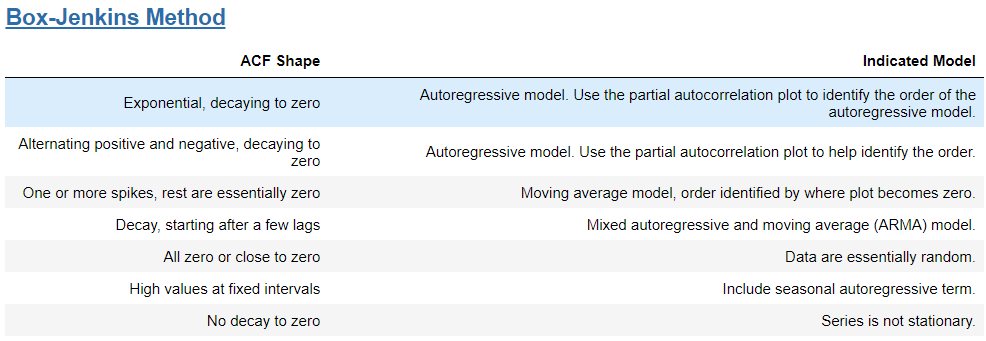 Box-Jenkins Method
ACF Shape Indicated Model
Exponential, decaying to zero Autoregressive model. Use the partial autocorrelation plot to identify the order of the
autoregressive model.
Alternating positive and negative, decaying to
zero Autoregressive model. Use the partial autocorrelation plot to help identify the order.
One or more spikes, rest are essentially zero Moving average model, order identified by where plot becomes zero.
Decay, starting after a few lags Mixed autoregressive and moving average (ARMA) model.
All zero or close to zero Data are essentially random.
High values at fixed intervals Include seasonal autoregressive term.
No decay to zero Series is not stationary.